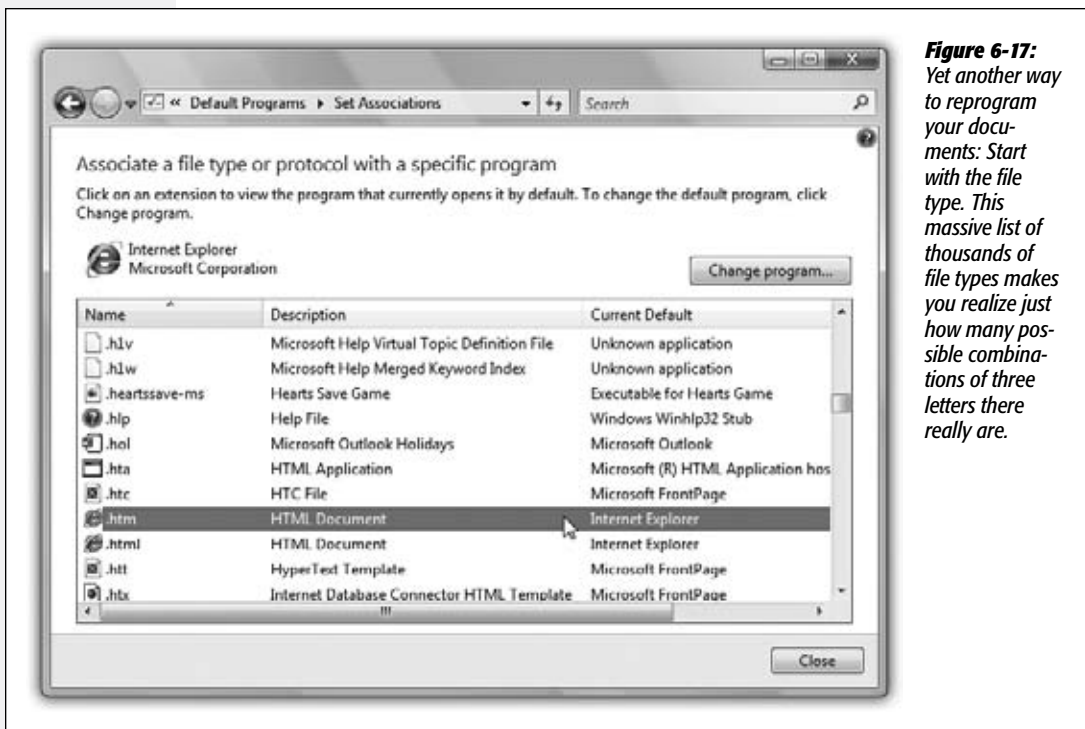 « Default Programs ▸ Set Associations
Search
Associate a file type or protocol with a specific program
Click on an extension to view the program that currently opens it by default. To change the default program, click
Change program.
Internet Explorer
Microsoft Corporation
Change program...
Name Description Current Default
.h1v Microsoft Help Virtual Topic Definition File Unknown application
.h1w Microsoft Help Merged Keyword Index Unknown application
.heartssave-ms Hearts Save Game Executable for Hearts Game
.hlp Help File Windows Winhlp32 Stub
.hol Microsoft Outlook Holidays Microsoft Outlook
.hta HTML Application Microsoft (R) HTML Application hos
.htc HTC File Microsoft FrontPage
.htm HTML Document Internet Explorer
.html HTML Document Internet Explorer
.htt HyperText Template Microsoft FrontPage
.htx Internet Database Connector HTML Template Microsoft FrontPage
Close
Figure 6-17:
Yet another way
to reprogram
your docu-
ments: Start
with the file
type. This
massive list of
thousands of
file types makes
you realize just
how many pos-
sible combina-
tions of three
letters there
really are.